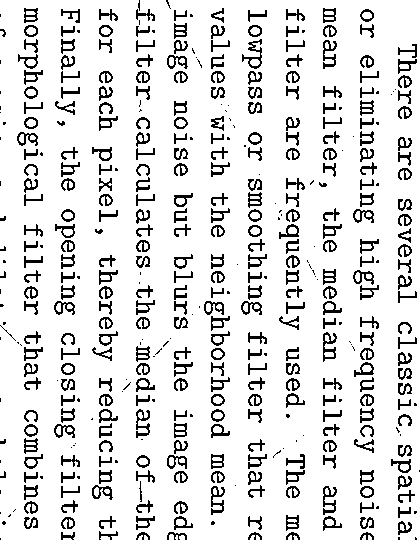 There are several classic spatial
or eliminating high frequency noise
mean filter, the median filter and
filter are frequently used. The me
lowpass or smoothing filter that re
values with the neighborhood mean.
image noise but blurs the image edg
filter calculates the median of the
for each pixel, thereby reducing th
Finally, the opening closing filter
morphological filter that combines